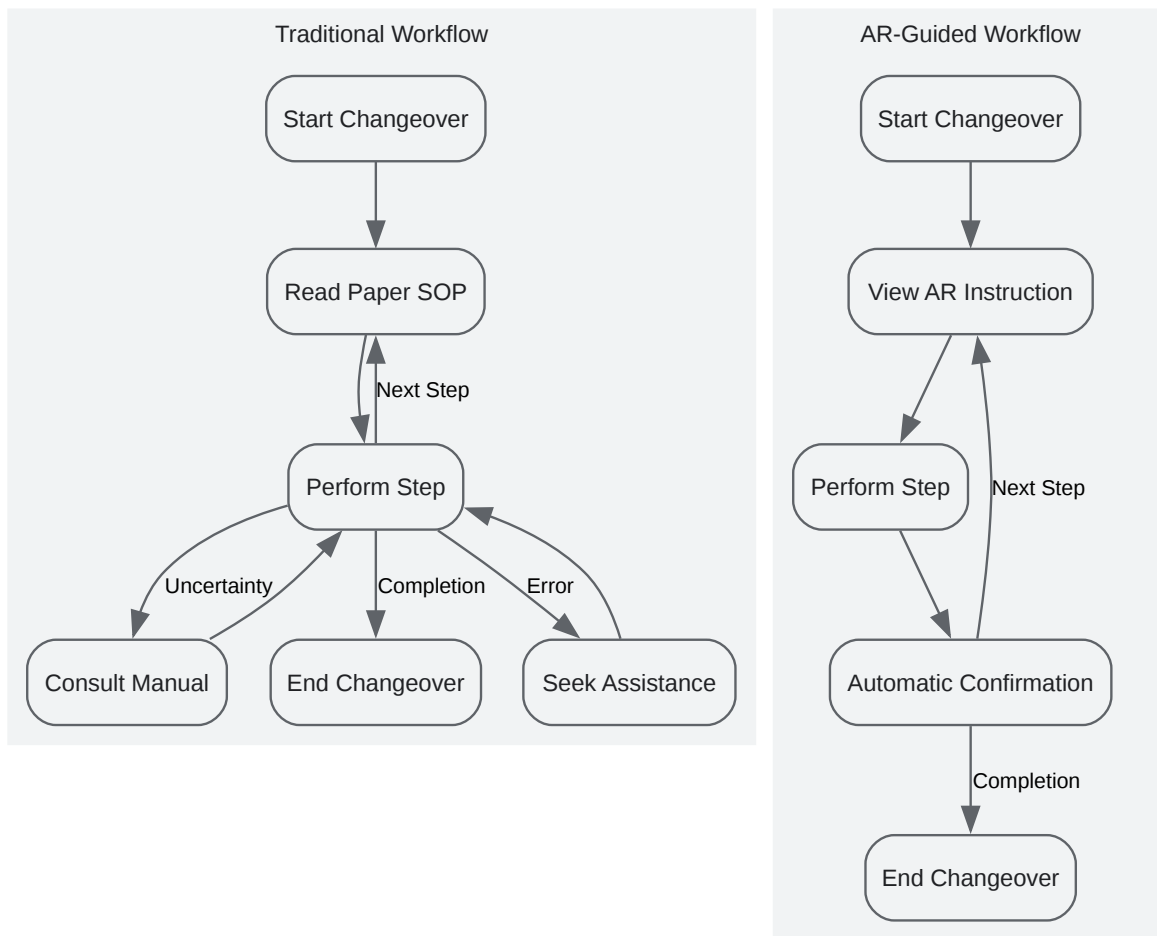 Traditional Workflow
Start Changeover
Read Paper SOP
Next Step
Perform Step
Uncertainty
Completion
Error
Consult Manual
End Changeover
Seek Assistance
AR-Guided Workflow
Start Changeover
View AR Instruction
Perform Step
Next Step
Automatic Confirmation
Completion
End Changeover